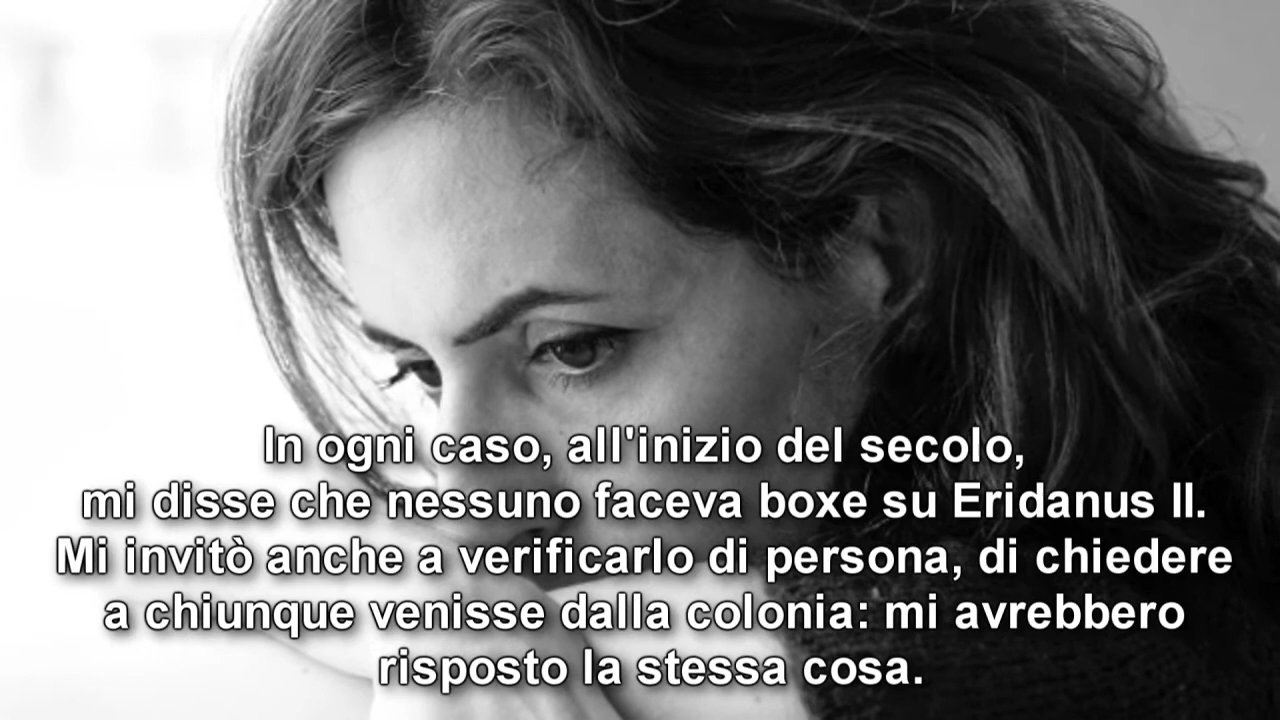 In ogni caso, all'inizio del secolo,
mi disse che nessuno faceva boxe su Eridanus II.
Mi invitò anche a verificarlo di persona, di chiedere
a chiunque venisse dalla colonia: mi avrebbero
risposto la stessa cosa.